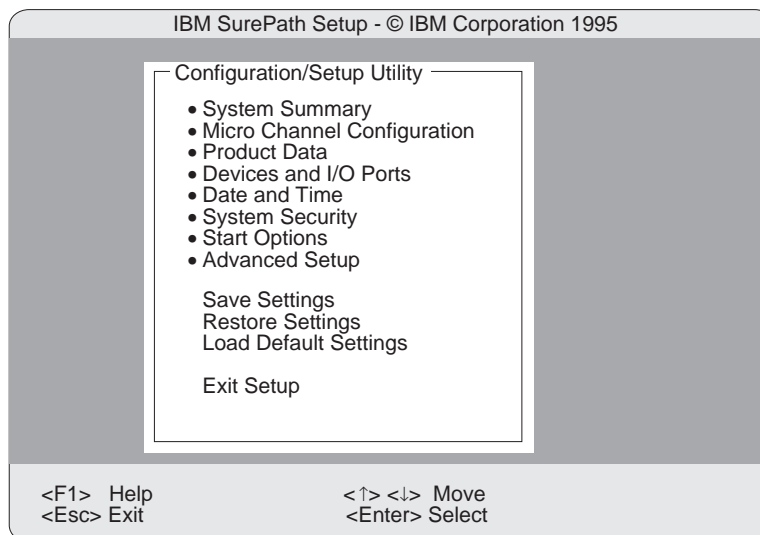 IBM SurePath Setup - © IBM Corporation 1995
Configuration/Setup Utility
• System Summary
• Micro Channel Configuration
• Product Data
• Devices and I/O Ports
• Date and Time
• System Security
• Start Options
• Advanced Setup
Save Settings
Restore Settings
Load Default Settings
Exit Setup
<F1> Help <↑> <↓> Move
<Esc> Exit <Enter> Select